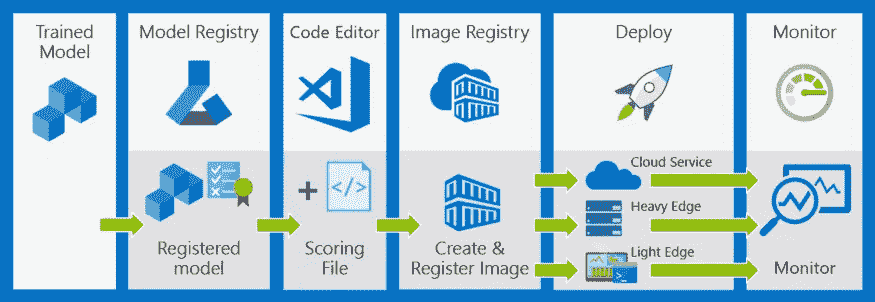 Trained
Model
Model Registry
Code Editor
Image Registry
Deploy
Monitor
Registered
model
+
</>
Scoring
File
Create &
Register Image
Cloud Service
Heavy Edge
Light Edge
>_
Monitor